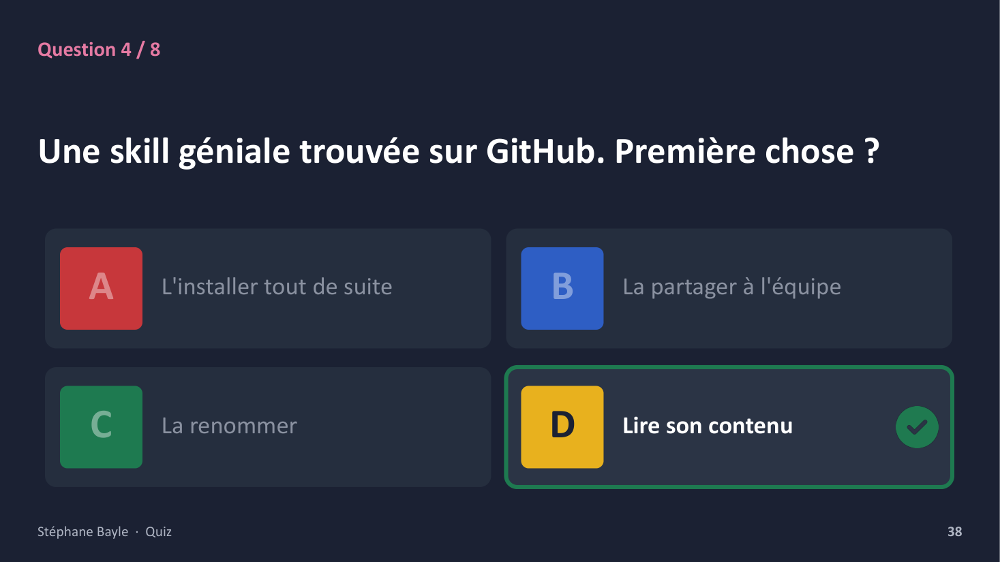 Question 4 / 8
Une skill géniale trouvée sur GitHub. Première chose ?
A
L'installer tout de suite
B
La partager à l'équipe
C
La renommer
D
Lire son contenu
Stéphane Bayle · Quiz
38